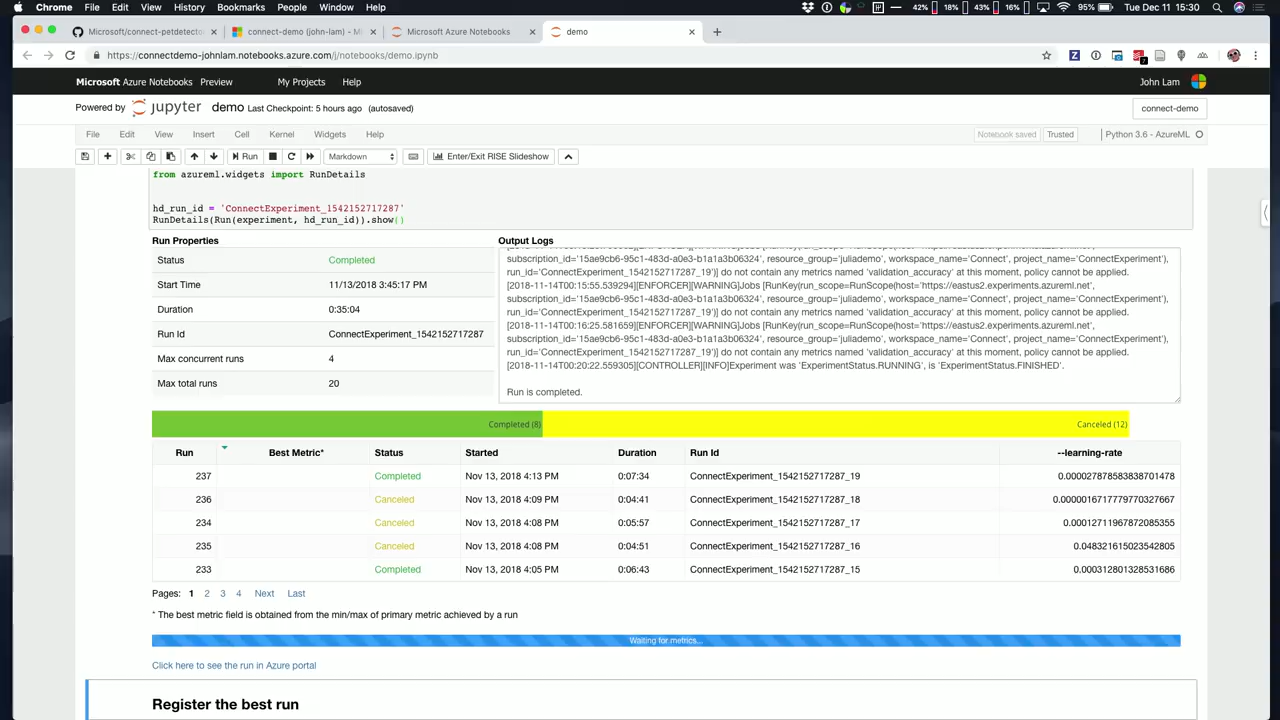 Chrome File Edit View History Bookmarks People Window Help 42% 18% 43% 16% 95% Tue Dec 11 15:30
Microsoft/connect-petdetector connect-demo (john-lam) - Mi Microsoft Azure Notebooks demo
https://connectdemo-johnlam.notebooks.azure.com/j/notebooks/demo.ipynb
Microsoft Azure Notebooks Preview My Projects Help John Lam
Powered by jupyter demo Last Checkpoint: 5 hours ago (autosaved) connect-demo
File Edit View Insert Cell Kernel Widgets Help Notebook saved Trusted Python 3.6 - AzureML
Run Markdown Enter/Exit RISE Slideshow
from azureml.widgets import RunDetails
hd_run_id = 'ConnectExperiment_1542152717287'
RunDetails(Run(experiment, hd_run_id)).show()
Run Properties
Status Completed
Start Time 11/13/2018 3:45:17 PM
Duration 0:35:04
Run Id ConnectExperiment_1542152717287
Max concurrent runs 4
Max total runs 20
Output Logs
subscription_id='15ae9cb6-95c1-483d-a0e3-b1a1a3b06324', resource_group='juliademo', workspace_name='Connect', project_name='ConnectExperiment'),
run_id='ConnectExperiment_1542152717287_19')] do not contain any metrics named 'validation_accuracy' at this moment, policy cannot be applied.
[2018-11-14T00:15:55.539294][ENFORCER][WARNING]Jobs [RunKey(run_scope=RunScope(host='https://eastus2.experiments.azureml.net',
subscription_id='15ae9cb6-95c1-483d-a0e3-b1a1a3b06324', resource_group='juliademo', workspace_name='Connect', project_name='ConnectExperiment'),
run_id='ConnectExperiment_1542152717287_19')] do not contain any metrics named 'validation_accuracy' at this moment, policy cannot be applied.
[2018-11-14T00:16:25.581659][ENFORCER][WARNING]Jobs [RunKey(run_scope=RunScope(host='https://eastus2.experiments.azureml.net',
subscription_id='15ae9cb6-95c1-483d-a0e3-b1a1a3b06324', resource_group='juliademo', workspace_name='Connect', project_name='ConnectExperiment'),
run_id='ConnectExperiment_1542152717287_19')] do not contain any metrics named 'validation_accuracy' at this moment, policy cannot be applied.
[2018-11-14T00:20:22.559305][CONTROLLER][INFO]Experiment was 'ExperimentStatus.RUNNING', is 'ExperimentStatus.FINISHED'.
Run is completed.
Completed (8) Canceled (12)
Run Best Metric* Status Started Duration Run Id --learning-rate
237 Completed Nov 13, 2018 4:13 PM 0:07:34 ConnectExperiment_1542152717287_19 0.000027878583838701478
236 Canceled Nov 13, 2018 4:09 PM 0:04:41 ConnectExperiment_1542152717287_18 0.0000016717779770327667
234 Canceled Nov 13, 2018 4:08 PM 0:05:57 ConnectExperiment_1542152717287_17 0.00012711967872085355
235 Canceled Nov 13, 2018 4:08 PM 0:04:51 ConnectExperiment_1542152717287_16 0.048321615023542805
233 Completed Nov 13, 2018 4:05 PM 0:06:43 ConnectExperiment_1542152717287_15 0.000312801328531686
Pages: 1 2 3 4 Next Last
* The best metric field is obtained from the min/max of primary metric achieved by a run
Waiting for metrics...
Click here to see the run in Azure portal
Register the best run